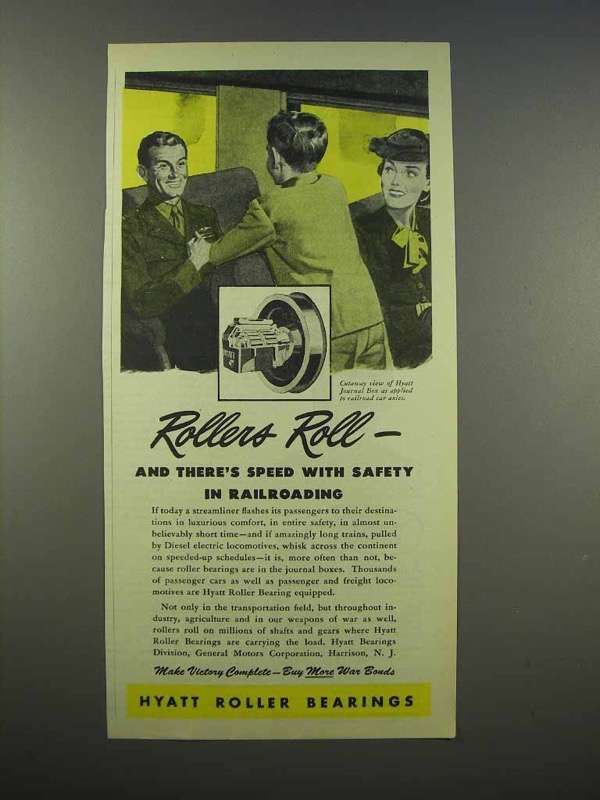 Cutaway view of Hyatt
Journal Box as applied
to railroad car axles.
Rollers Roll—
AND THERE'S SPEED WITH SAFETY
IN RAILROADING
If today a streamliner flashes its passengers to their destina-
tions in luxurious comfort, in entire safety, in almost un-
believably short time—and if amazingly long trains, pulled
by Diesel electric locomotives, whisk across the continent
on speeded-up schedules—it is, more often than not, be-
cause roller bearings are in the journal boxes. Thousands
of passenger cars as well as passenger and freight loco-
motives are Hyatt Roller Bearing equipped.
Not only in the transportation field, but throughout in-
dustry, agriculture and in our weapons of war as well,
rollers roll on millions of shafts and gears where Hyatt
Roller Bearings are carrying the load. Hyatt Bearings
Division, General Motors Corporation, Harrison, N. J.
Make Victory Complete—Buy More War Bonds
HYATT ROLLER BEARINGS